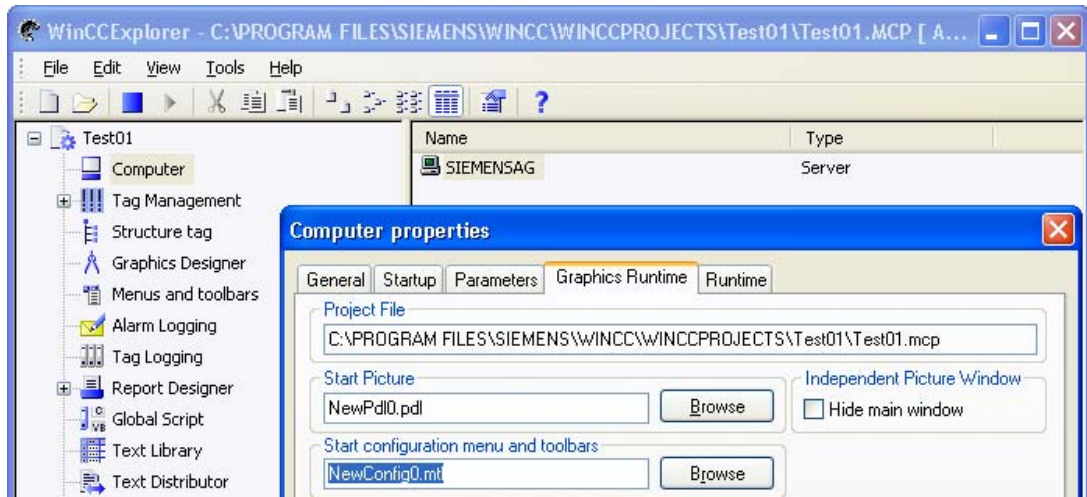 WinCCExplorer - C:\PROGRAM FILES\SIEMENS\WINCC\WINCCPROJECTS\Test01\Test01.MCP [ A...
File Edit View Tools Help
Test01
Computer
Tag Management
Structure tag
Graphics Designer
Menus and toolbars
Alarm Logging
Tag Logging
Report Designer
Global Script
Text Library
Text Distributor
Name Type
SIEMENSAG Server
Computer properties
General Startup Parameters Graphics Runtime Runtime
Project File
C:\PROGRAM FILES\SIEMENS\WINCC\WINCCPROJECTS\Test01\Test01.mcp
Start Picture
NewPdl0.pdl Browse
Independent Picture Window
Hide main window
Start configuration menu and toolbars
NewConfig0.mtl Browse